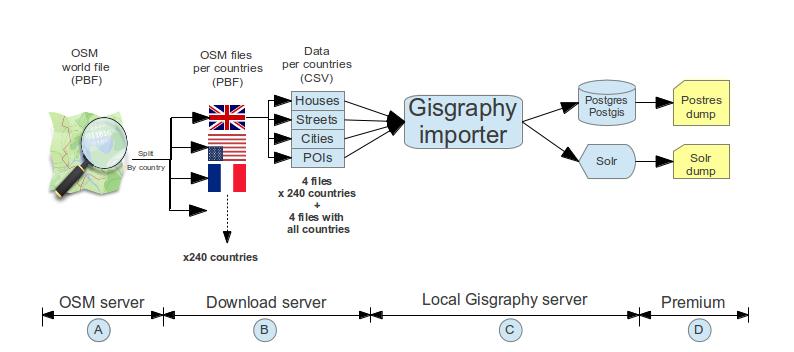 OSM
world file
(PBF)
OSM files
per countries
(PBF)
Data
per countries
(CSV)
Split
By country
Houses
Streets
Cities
POIs
4 files
x 240 countries
+
4 files with
all countries
x240 countries
Gisgraphy
importer
Postgres
Postgis
Solr
Postres
dump
Solr
dump
OSM server
Download server
Local Gisgraphy server
Premium
A
B
C
D